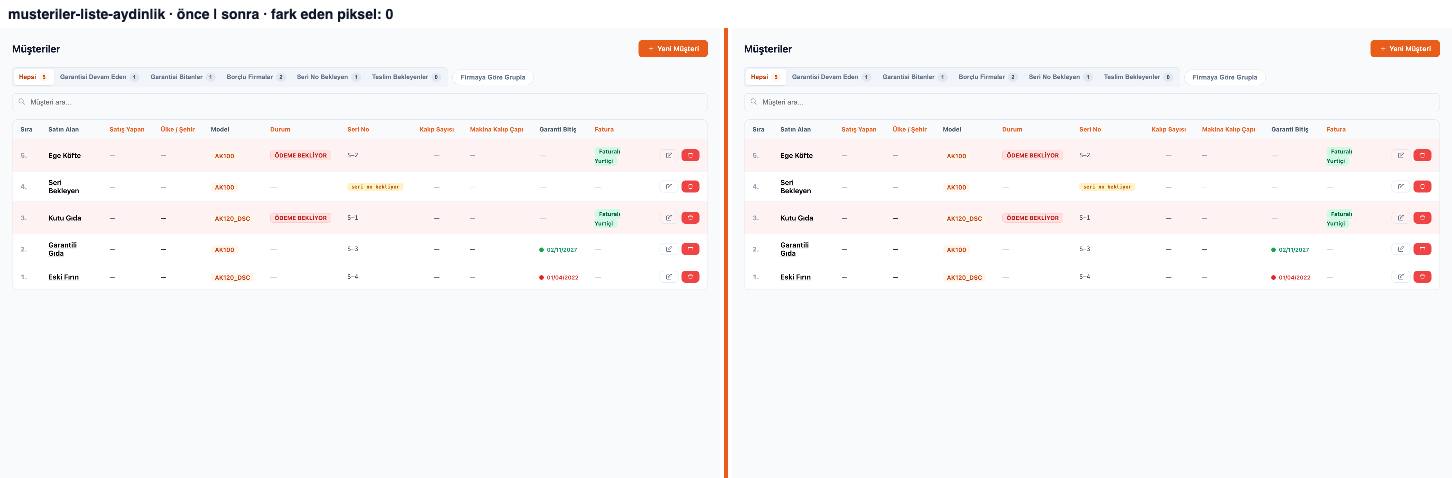 musteriler-liste-aydinlik · önce | sonra · fark eden piksel: 0
Müşteriler
+ Yeni Müşteri
Hepsi 5 Garantisi Devam Eden 1 Garantisi Bitenler 1 Borçlu Firmalar 2 Seri No Bekleyen 1 Teslim Bekleyenler 0 Firmaya Göre Grupla
Müşteri ara...
Sıra Satın Alan Satış Yapan Ülke / Şehir Model Durum Seri No Kalıp Sayısı Makina Kalıp Çapı Garanti Bitiş Fatura
5. Ege Köfte — — AK100 ÖDEME BEKLİYOR S-2 — — — Faturalı
Yurtiçi
4. Seri
Bekleyen — — AK100 — seri no bekliyor — — — —
3. Kutu Gıda — — AK120_DSC ÖDEME BEKLİYOR S-1 — — — Faturalı
Yurtiçi
2. Garantili
Gıda — — AK100 — S-3 — — 02/11/2027 —
1. Eski Fırın — — AK120_DSC — S-4 — — 01/04/2022 —
Müşteriler
+ Yeni Müşteri
Hepsi 5 Garantisi Devam Eden 1 Garantisi Bitenler 1 Borçlu Firmalar 2 Seri No Bekleyen 1 Teslim Bekleyenler 0 Firmaya Göre Grupla
Müşteri ara...
Sıra Satın Alan Satış Yapan Ülke / Şehir Model Durum Seri No Kalıp Sayısı Makina Kalıp Çapı Garanti Bitiş Fatura
5. Ege Köfte — — AK100 ÖDEME BEKLİYOR S-2 — — — Faturalı
Yurtiçi
4. Seri
Bekleyen — — AK100 — seri no bekliyor — — — —
3. Kutu Gıda — — AK120_DSC ÖDEME BEKLİYOR S-1 — — — Faturalı
Yurtiçi
2. Garantili
Gıda — — AK100 — S-3 — — 02/11/2027 —
1. Eski Fırın — — AK120_DSC — S-4 — — 01/04/2022 —